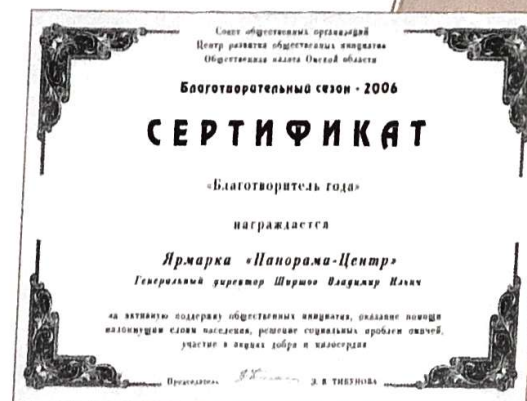 Совет общественных организаций
Центр развития общественных инициатив
Общественная палата Омской области
Благотворительный сезон - 2006
СЕРТИФИКАТ
«Благотворитель года»
награждается
Ярмарка «Панорама-Центр»
Генеральный директор Ширшов Владимир Ильич
за активную поддержку общественных инициатив, оказание помощи
малоимущим слоям населения, решение социальных проблем омичей,
участие в акциях добра и милосердия
Председатель З. В. ТИКУНОВА